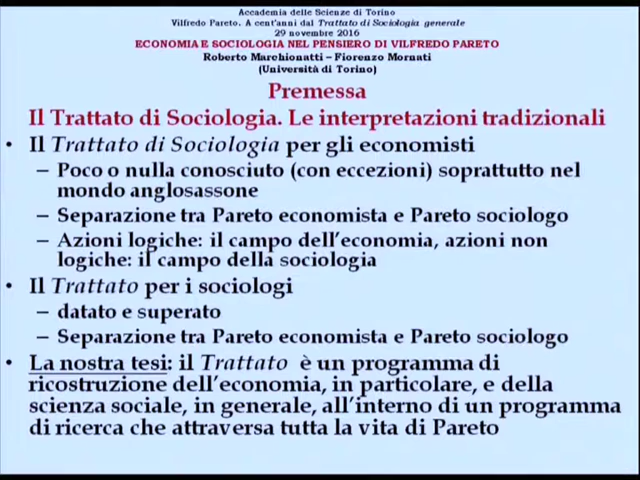 Accademia delle Scienze di Torino
Vilfredo Pareto. A cent'anni dal Trattato di Sociologia generale
29 novembre 2016
ECONOMIA E SOCIOLOGIA NEL PENSIERO DI VILFREDO PARETO
Roberto Marchionatti – Fiorenzo Mornati
(Università di Torino)
Premessa
Il Trattato di Sociologia. Le interpretazioni tradizionali
• Il Trattato di Sociologia per gli economisti
– Poco o nulla conosciuto (con eccezioni) soprattutto nel
mondo anglosassone
– Separazione tra Pareto economista e Pareto sociologo
– Azioni logiche: il campo dell'economia, azioni non
logiche: il campo della sociologia
• Il Trattato per i sociologi
– datato e superato
– Separazione tra Pareto economista e Pareto sociologo
• La nostra tesi: il Trattato è un programma di
ricostruzione dell'economia, in particolare, e della
scienza sociale, in generale, all'interno di un programma
di ricerca che attraversa tutta la vita di Pareto